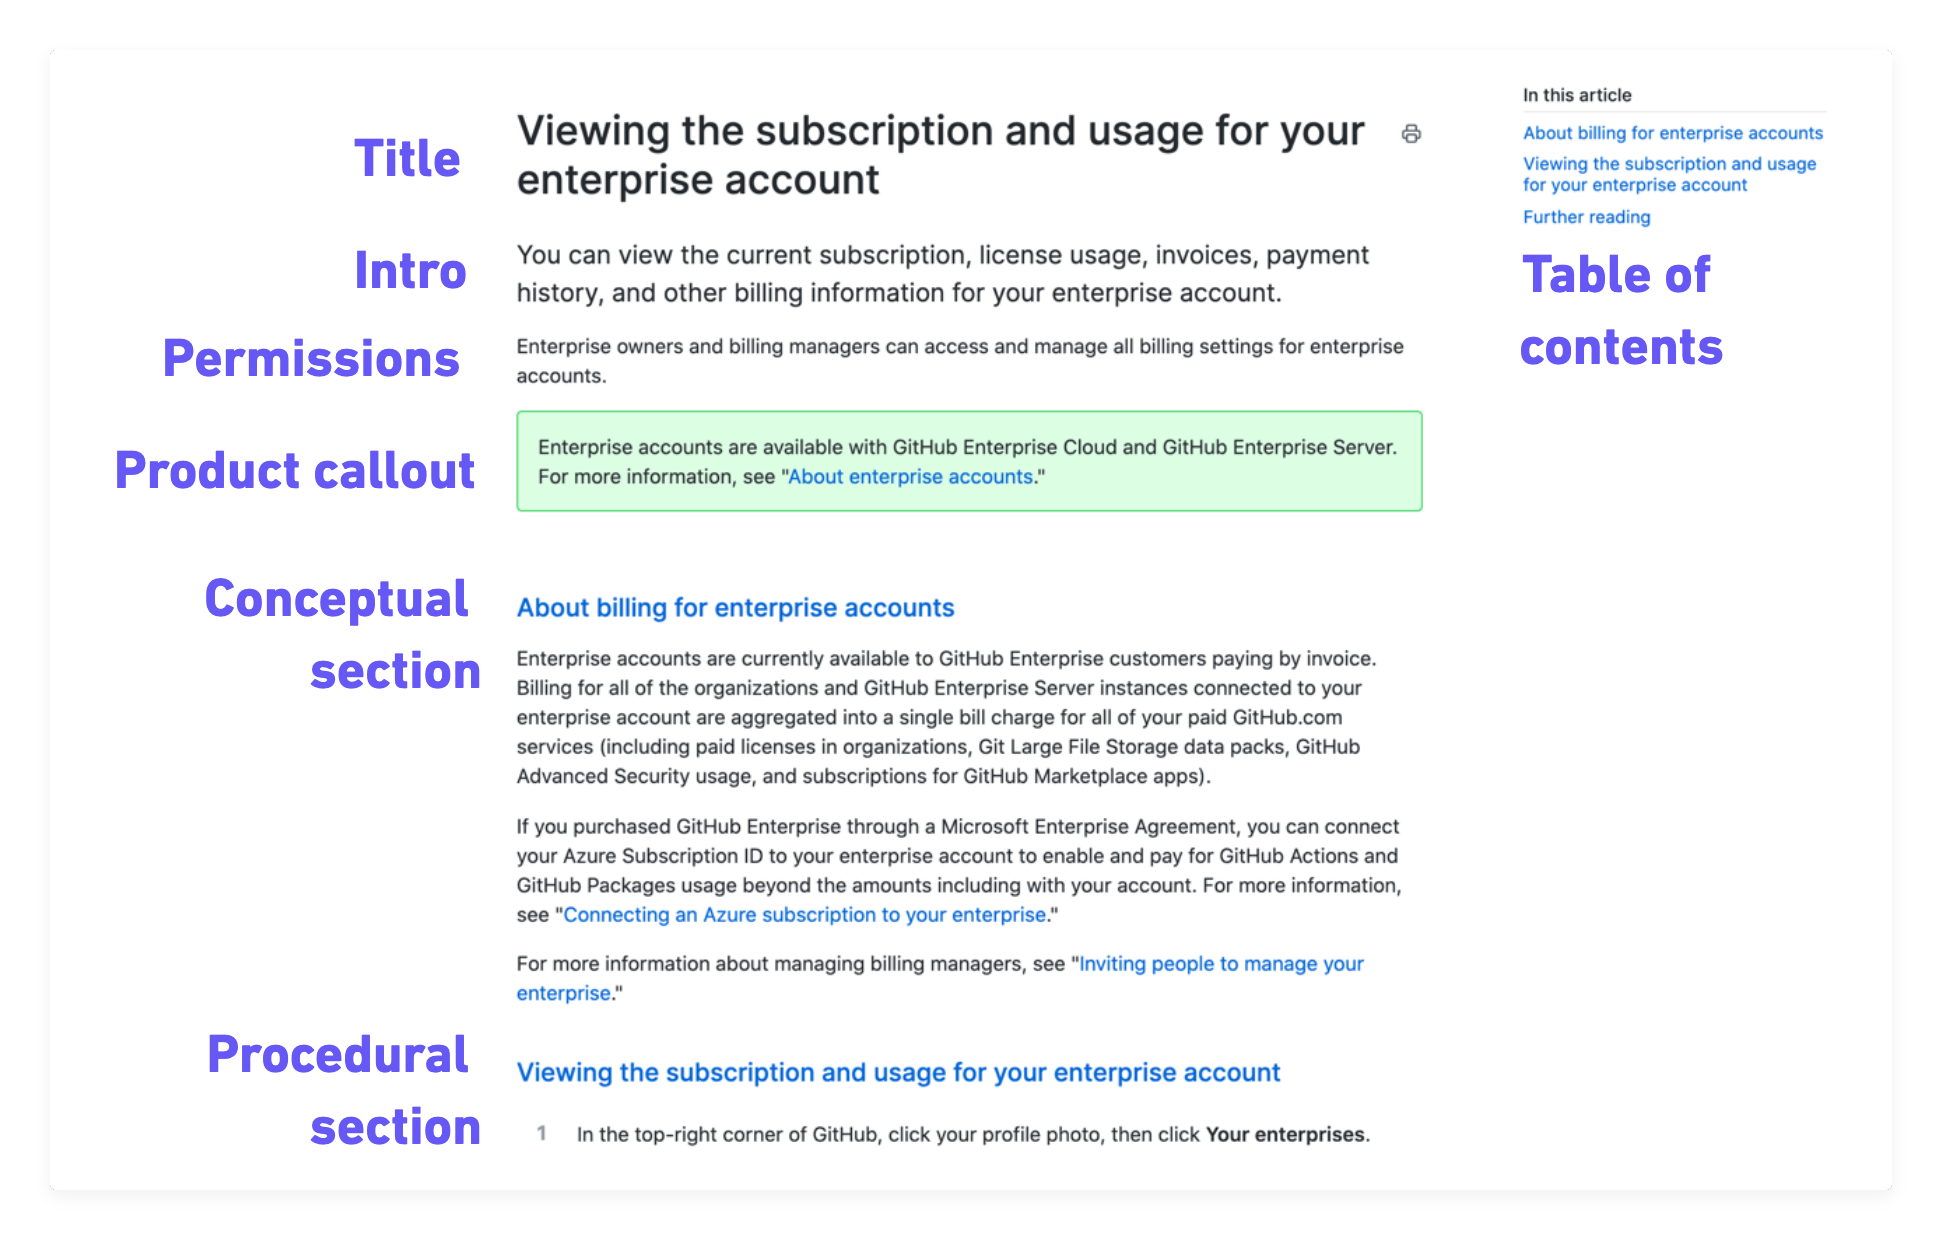 Title
Viewing the subscription and usage for your
enterprise account
Intro
You can view the current subscription, license usage, invoices, payment
history, and other billing information for your enterprise account.
Permissions
Enterprise owners and billing managers can access and manage all billing settings for enterprise
accounts.
Product callout
Enterprise accounts are available with GitHub Enterprise Cloud and GitHub Enterprise Server.
For more information, see "About enterprise accounts."
Conceptual
section
About billing for enterprise accounts
Enterprise accounts are currently available to GitHub Enterprise customers paying by invoice.
Billing for all of the organizations and GitHub Enterprise Server instances connected to your
enterprise account are aggregated into a single bill charge for all of your paid GitHub.com
services (including paid licenses in organizations, Git Large File Storage data packs, GitHub
Advanced Security usage, and subscriptions for GitHub Marketplace apps).
If you purchased GitHub Enterprise through a Microsoft Enterprise Agreement, you can connect
your Azure Subscription ID to your enterprise account to enable and pay for GitHub Actions and
GitHub Packages usage beyond the amounts including with your account. For more information,
see "Connecting an Azure subscription to your enterprise."
For more information about managing billing managers, see "Inviting people to manage your
enterprise."
Procedural
section
Viewing the subscription and usage for your enterprise account
1 In the top-right corner of GitHub, click your profile photo, then click Your enterprises.
In this article
About billing for enterprise accounts
Viewing the subscription and usage
for your enterprise account
Further reading
Table of
contents